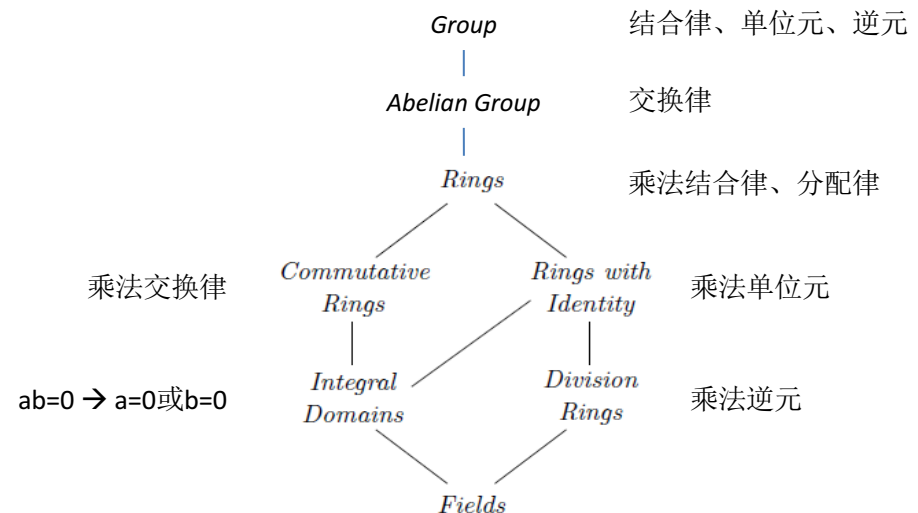 Group 结合律、单位元、逆元
Abelian Group 交换律
Rings 乘法结合律、分配律
乘法交换律
Commutative
Rings
Rings with
Identity
乘法单位元
ab=0 → a=0或b=0
Integral
Domains
Division
Rings
乘法逆元
Fields